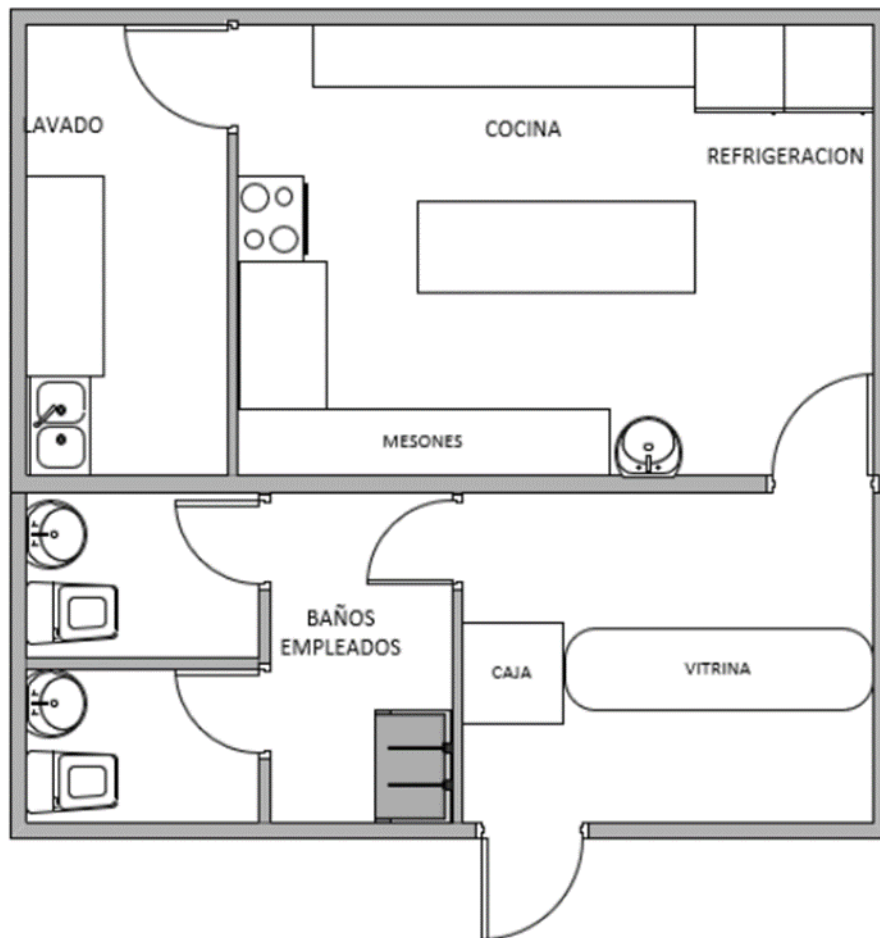 LAVADO
COCINA
REFRIGERACION
MESONES
BAÑOS
EMPLEADOS
CAJA
VITRINA